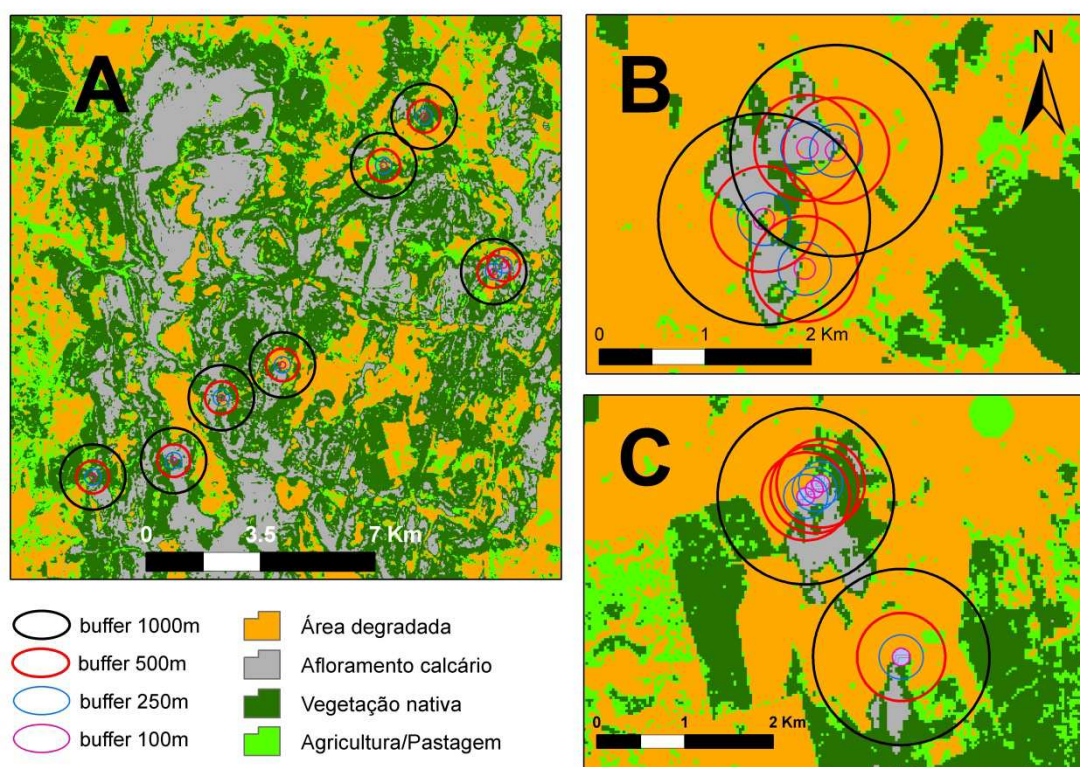 A
B
N
0 1 2 Km
C
0 3.5 7 Km
0 1 2 Km
buffer 1000m
buffer 500m
buffer 250m
buffer 100m
Área degradada
Afloramento calcário
Vegetação nativa
Agricultura/Pastagem